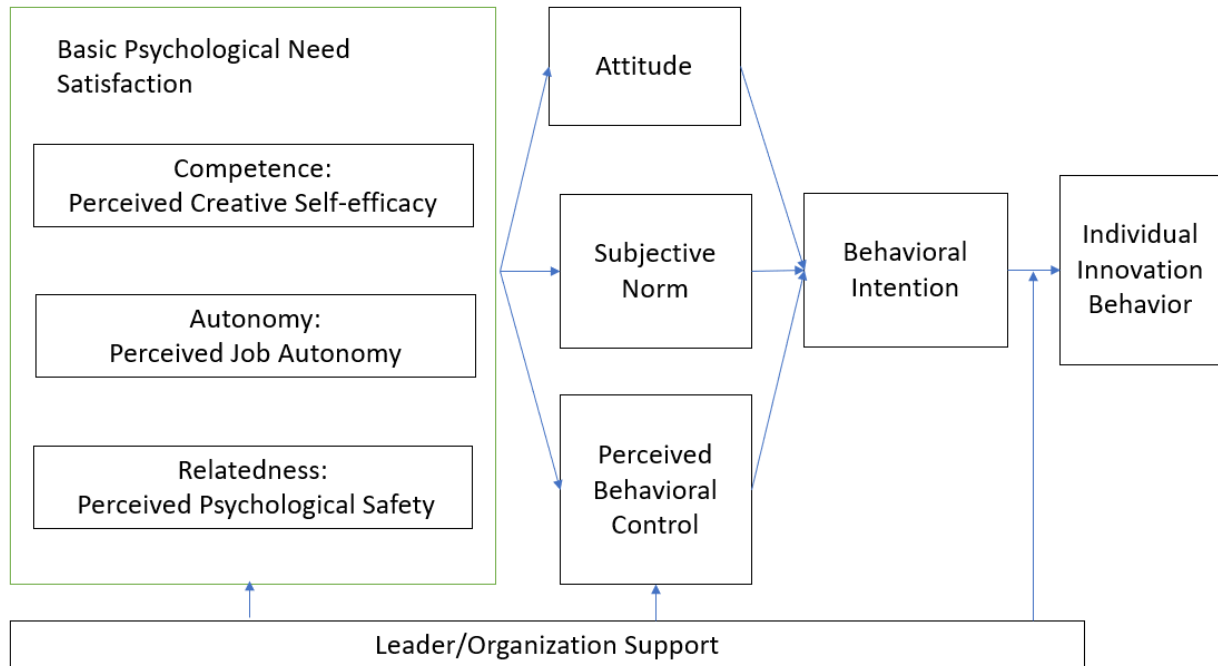 Basic Psychological Need
Satisfaction
Competence:
Perceived Creative Self-efficacy
Autonomy:
Perceived Job Autonomy
Relatedness:
Perceived Psychological Safety
Attitude
Subjective
Norm
Perceived
Behavioral
Control
Behavioral
Intention
Individual
Innovation
Behavior
Leader/Organization Support